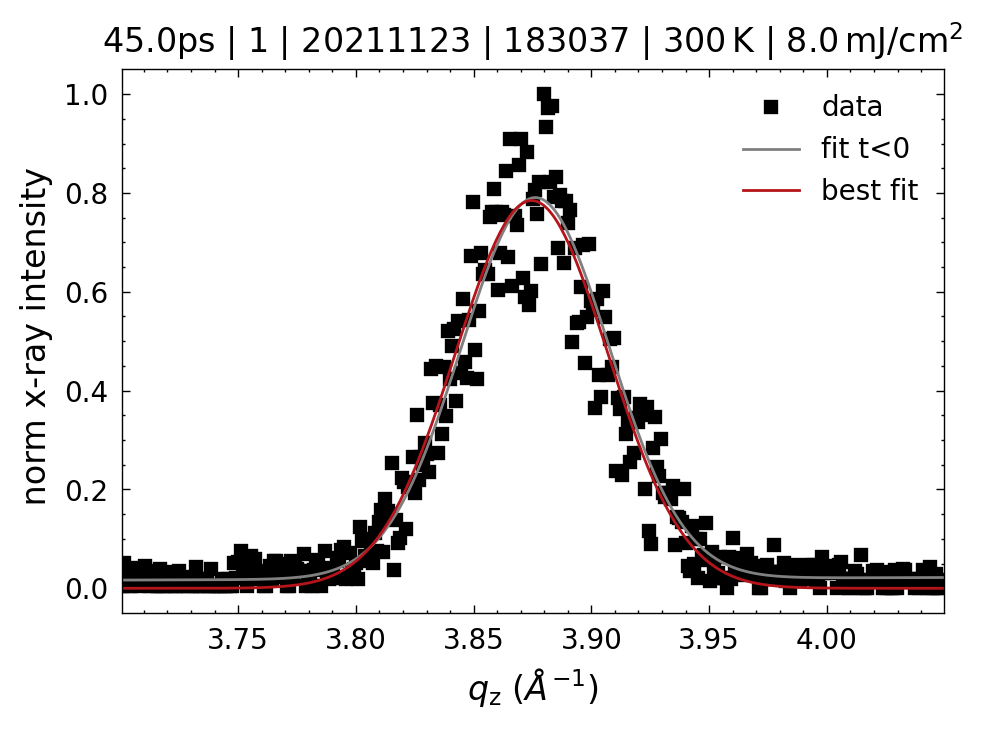 45.0ps | 1 | 20211123 | 183037 | 300 K | 8.0 mJ/cm²
data
fit t<0
best fit
norm x-ray intensity
1.0
0.8
0.6
0.4
0.2
0.0
3.75 3.80 3.85 3.90 3.95 4.00
q_z (Å⁻¹)